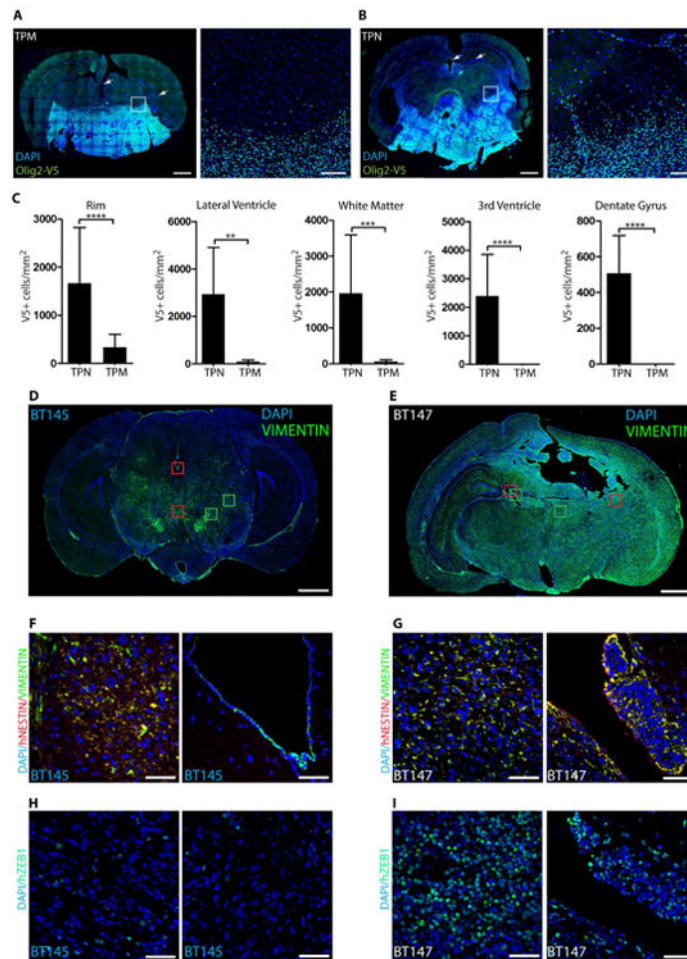 A
TPM
DAPI
Olig2-V5
B
TPN
DAPI
Olig2-V5
C
Rim
Lateral Ventricle
White Matter
3rd Ventricle
Dentate Gyrus
V5+ cells/mm²
3000
2000
1000
0
****
TPN TPM
V5+ cells/mm²
6000
4000
2000
0
**
TPN TPM
V5+ cells/mm²
4000
3000
2000
1000
0
***
TPN TPM
V5+ cells/mm²
5000
4000
3000
2000
1000
0
****
TPN TPM
V5+ cells/mm²
800
600
400
200
0
****
TPN TPM
D
BT145
DAPI
VIMENTIN
E
BT147
DAPI
VIMENTIN
F
DAPI/hNESTIN/VIMENTIN
BT145
BT145
G
DAPI/hNESTIN/VIMENTIN
BT147
BT147
H
DAPI/hZEB1
BT145
BT145
I
DAPI/hZEB1
BT147
BT147